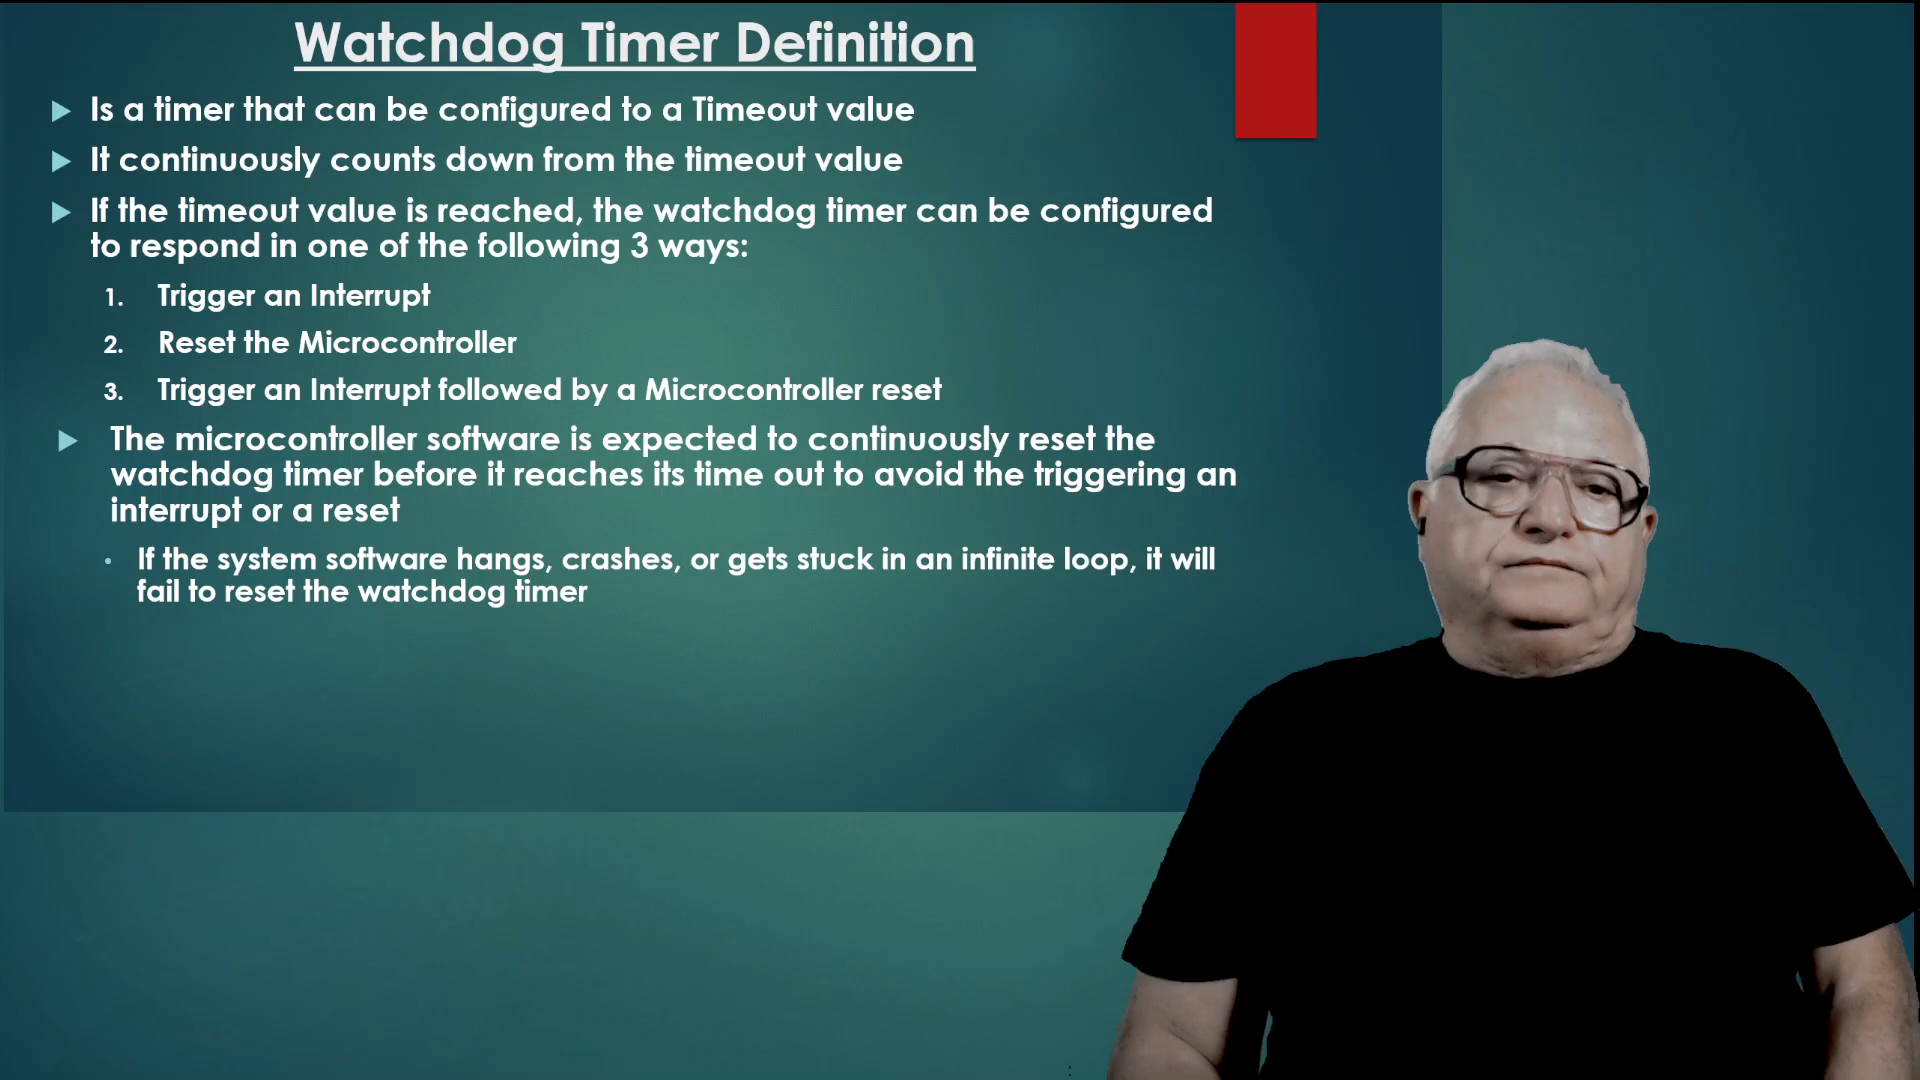 Watchdog Timer Definition
Is a timer that can be configured to a Timeout value
It continuously counts down from the timeout value
If the timeout value is reached, the watchdog timer can be configured
to respond in one of the following 3 ways:
1. Trigger an Interrupt
2. Reset the Microcontroller
3. Trigger an Interrupt followed by a Microcontroller reset
The microcontroller software is expected to continuously reset the
watchdog timer before it reaches its time out to avoid the triggering an
interrupt or a reset
If the system software hangs, crashes, or gets stuck in an infinite loop, it will
fail to reset the watchdog timer